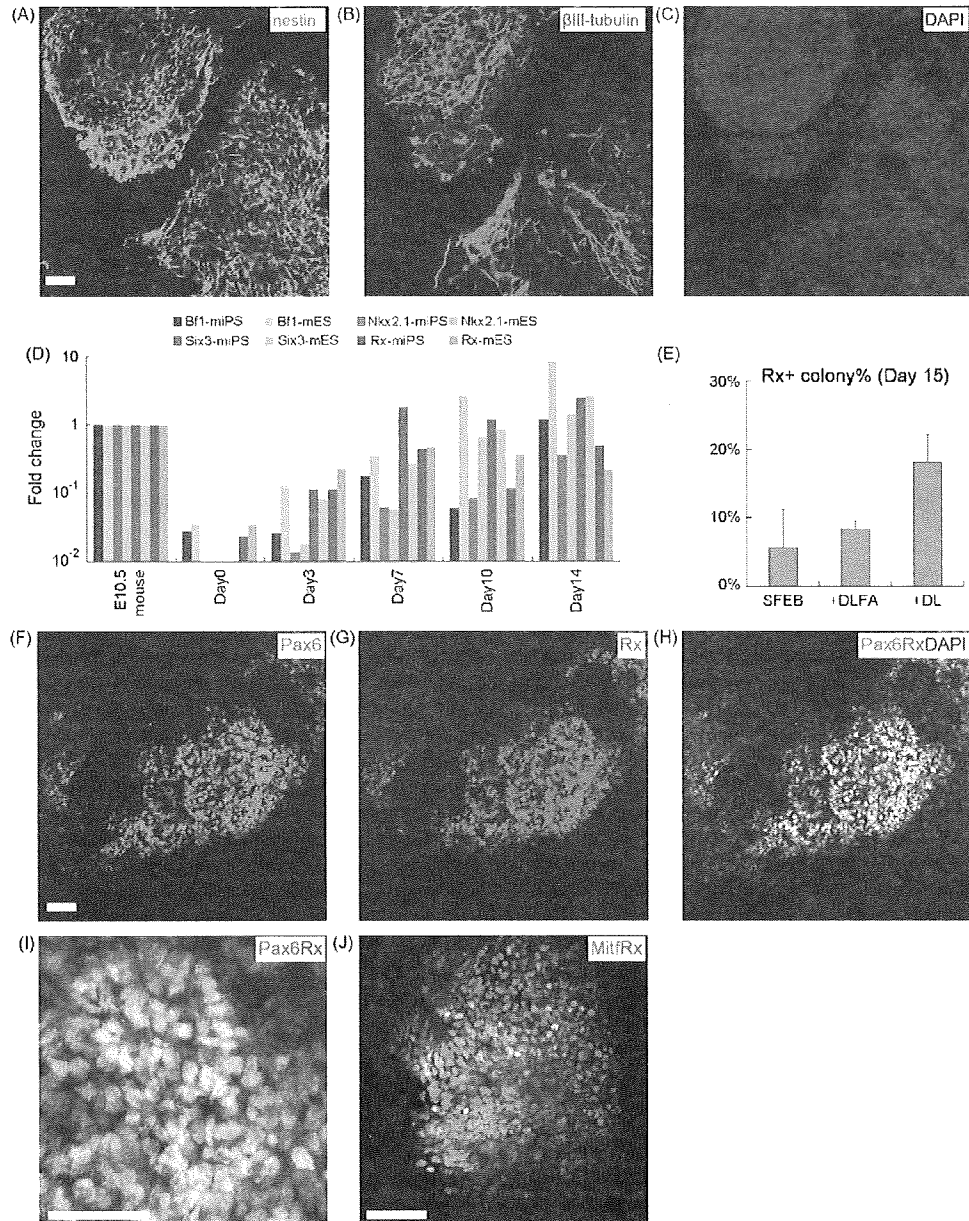 (A) nestin
(B) βIII-tubulin
(C) DAPI
Bf1-miPS Bf1-mES Nkx2.1-miPS Nkx2.1-mES
Six3-miPS Six3-mES Rx-miPS Rx-mES
(D)
Fold change
10
1
10-1
10-2
E10.5 mouse
Day0
Day3
Day7
Day10
Day14
(E)
Rx+ colony% (Day 15)
30%
20%
10%
0%
SFEB
+DLFA
+DL
(F) Pax6
(G) Rx
(H) Pax6RxDAPI
(I) Pax6Rx
(J) MitfRx